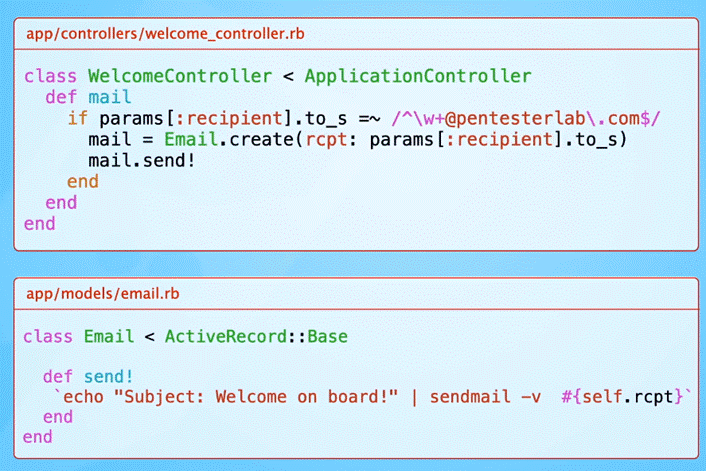 app/controllers/welcome_controller.rb
class WelcomeController < ApplicationController
  def mail
    if params[:recipient].to_s =~ /^\w+@pentesterlab\.com$/
      mail = Email.create(rcpt: params[:recipient].to_s)
      mail.send!
    end
  end
end
app/models/email.rb
class Email < ActiveRecord::Base
  def send!
   `echo "Subject: Welcome on board!" | sendmail -v  #{self.rcpt}`
  end
end